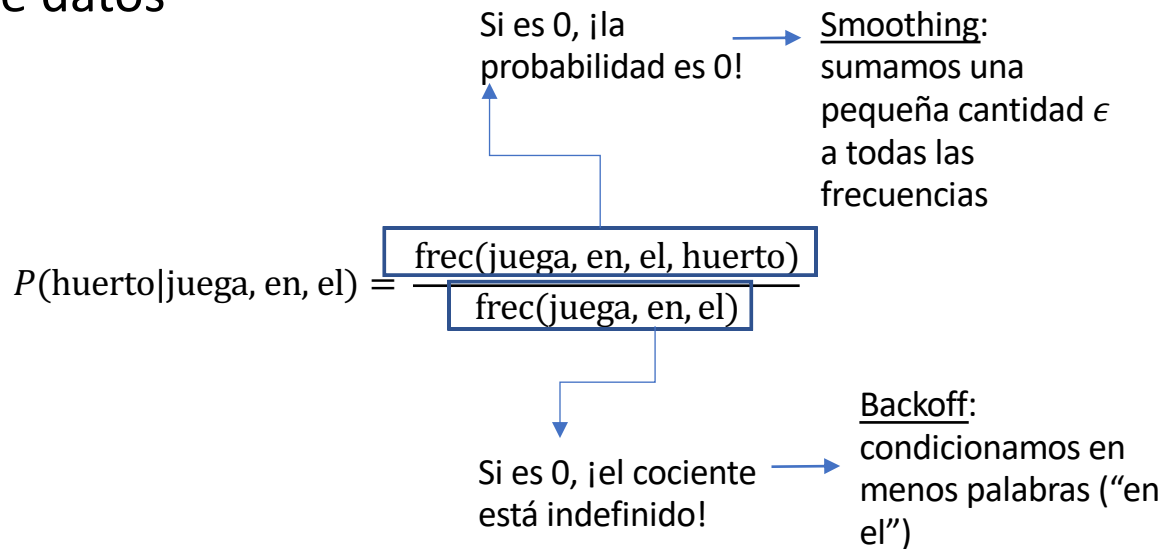 e datos
Si es 0, ¡la
probabilidad es 0!
Smoothing:
sumamos una
pequeña cantidad ϵ
a todas las
frecuencias
P(huerto|juega, en, el) = frec(juega, en, el, huerto)
frec(juega, en, el)
Si es 0, ¡el cociente
está indefinido!
Backoff:
condicionamos en
menos palabras (“en
el”)